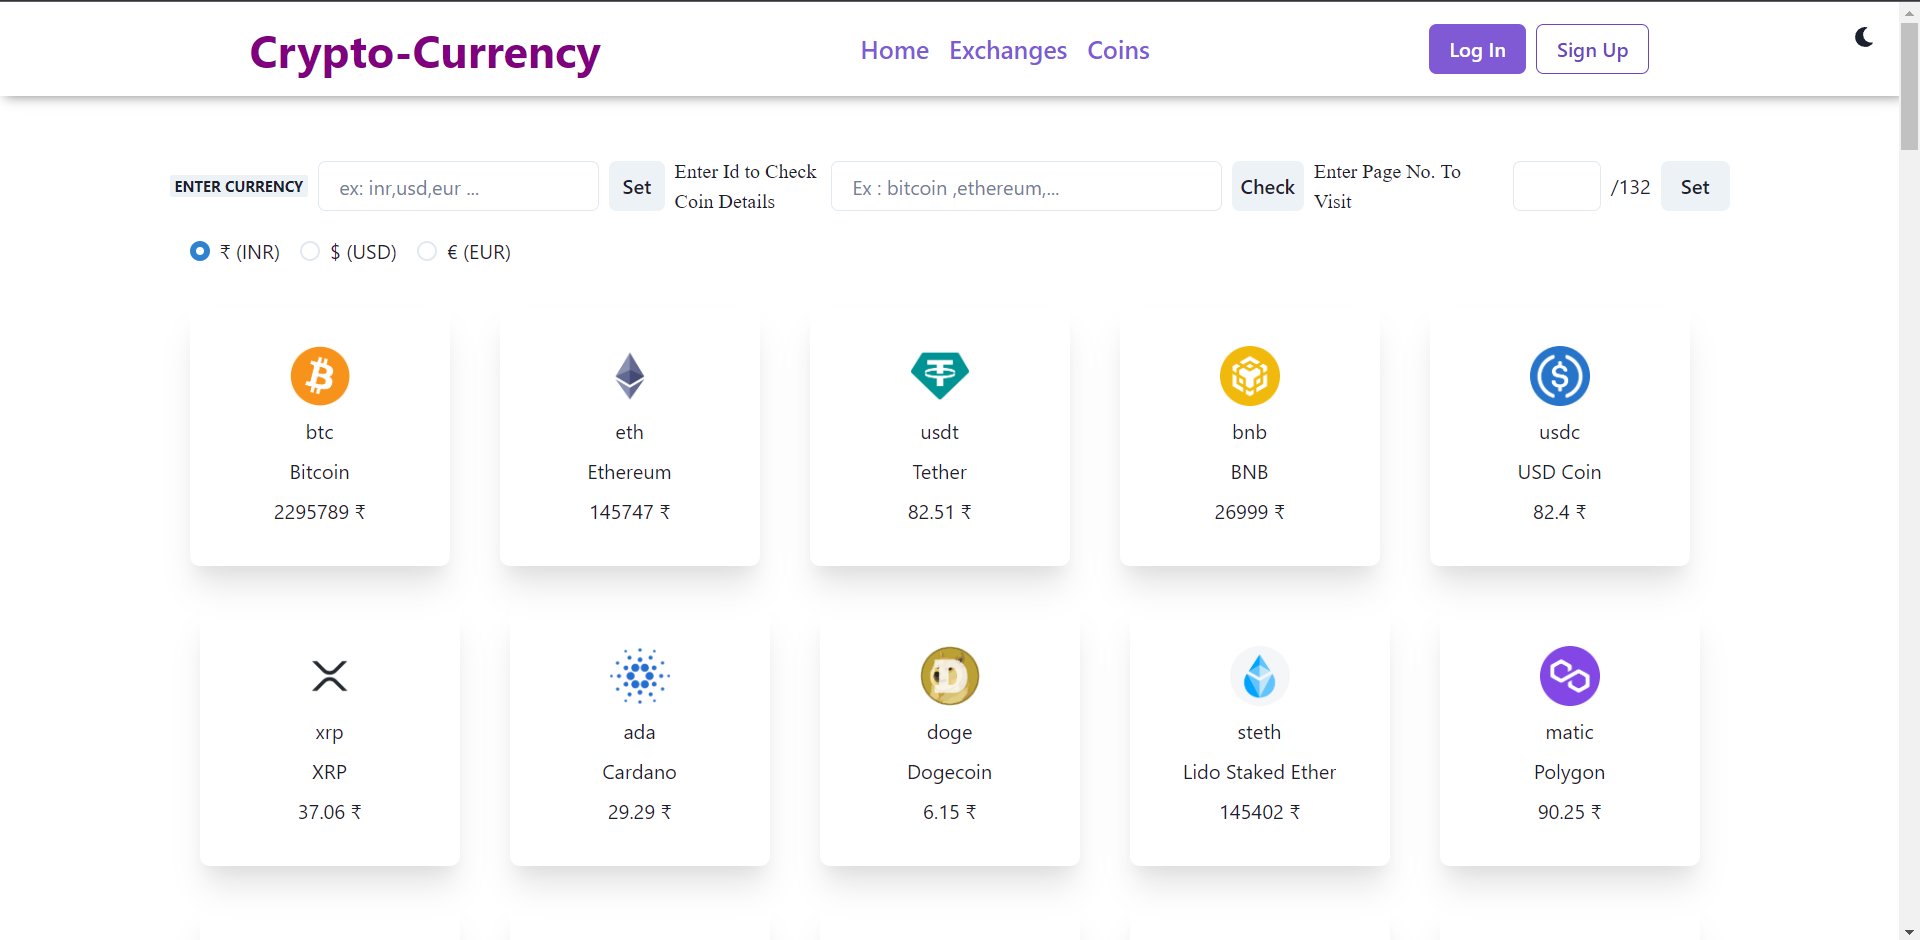 Crypto-Currency
Home Exchanges Coins
Log In
Sign Up
ENTER CURRENCY
ex: inr,usd,eur ...
Set
Enter Id to Check
Coin Details
Ex : bitcoin ,ethereum,...
Check
Enter Page No. To
Visit
/132
Set
₹ (INR) $ (USD) € (EUR)
btc
Bitcoin
2295789 ₹
eth
Ethereum
145747 ₹
usdt
Tether
82.51 ₹
bnb
BNB
26999 ₹
usdc
USD Coin
82.4 ₹
xrp
XRP
37.06 ₹
ada
Cardano
29.29 ₹
doge
Dogecoin
6.15 ₹
steth
Lido Staked Ether
145402 ₹
matic
Polygon
90.25 ₹